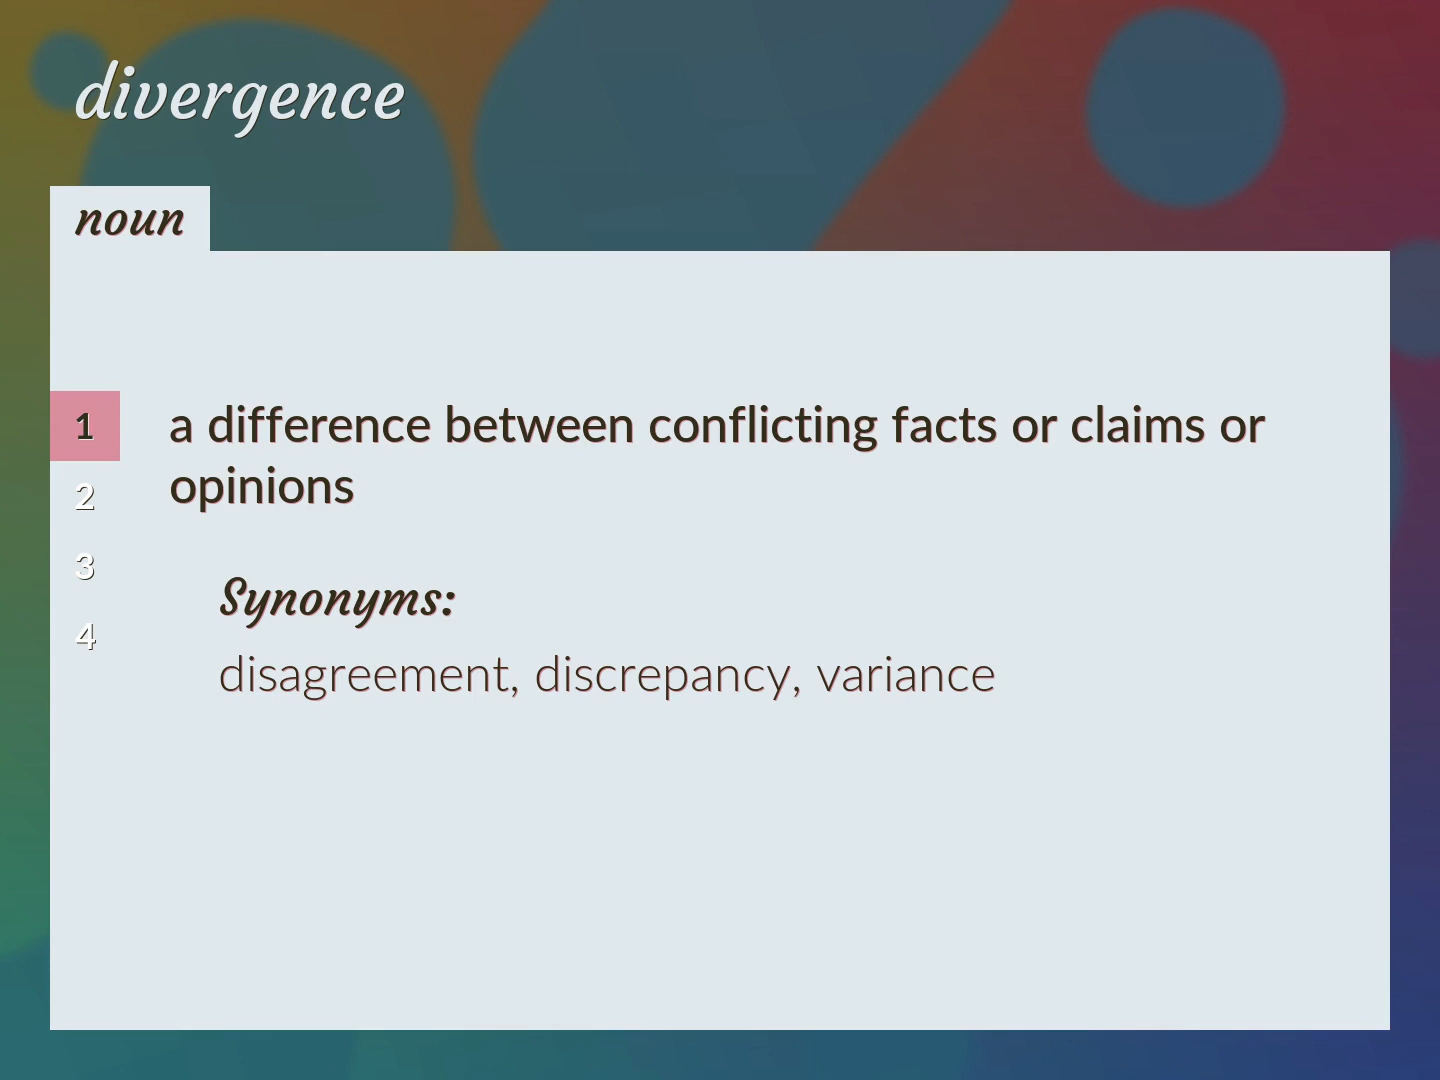 divergence
noun
1
a difference between conflicting facts or claims or
opinions
2
3
4
Synonyms:
disagreement, discrepancy, variance